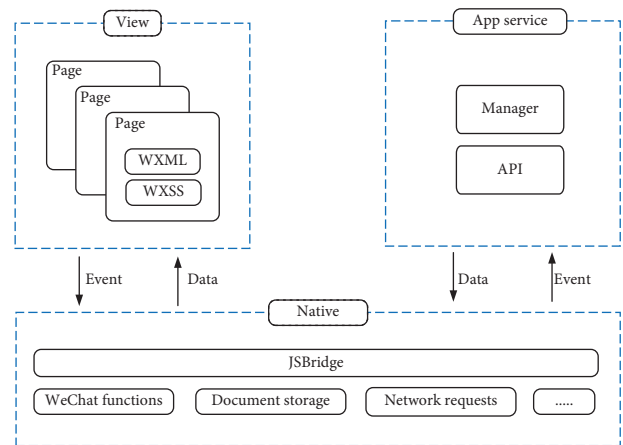 View
Page
Page
Page
WXML
WXSS
App service
Manager
API
Event
Data
Data
Event
Native
JSBridge
WeChat functions
Document storage
Network requests
.....